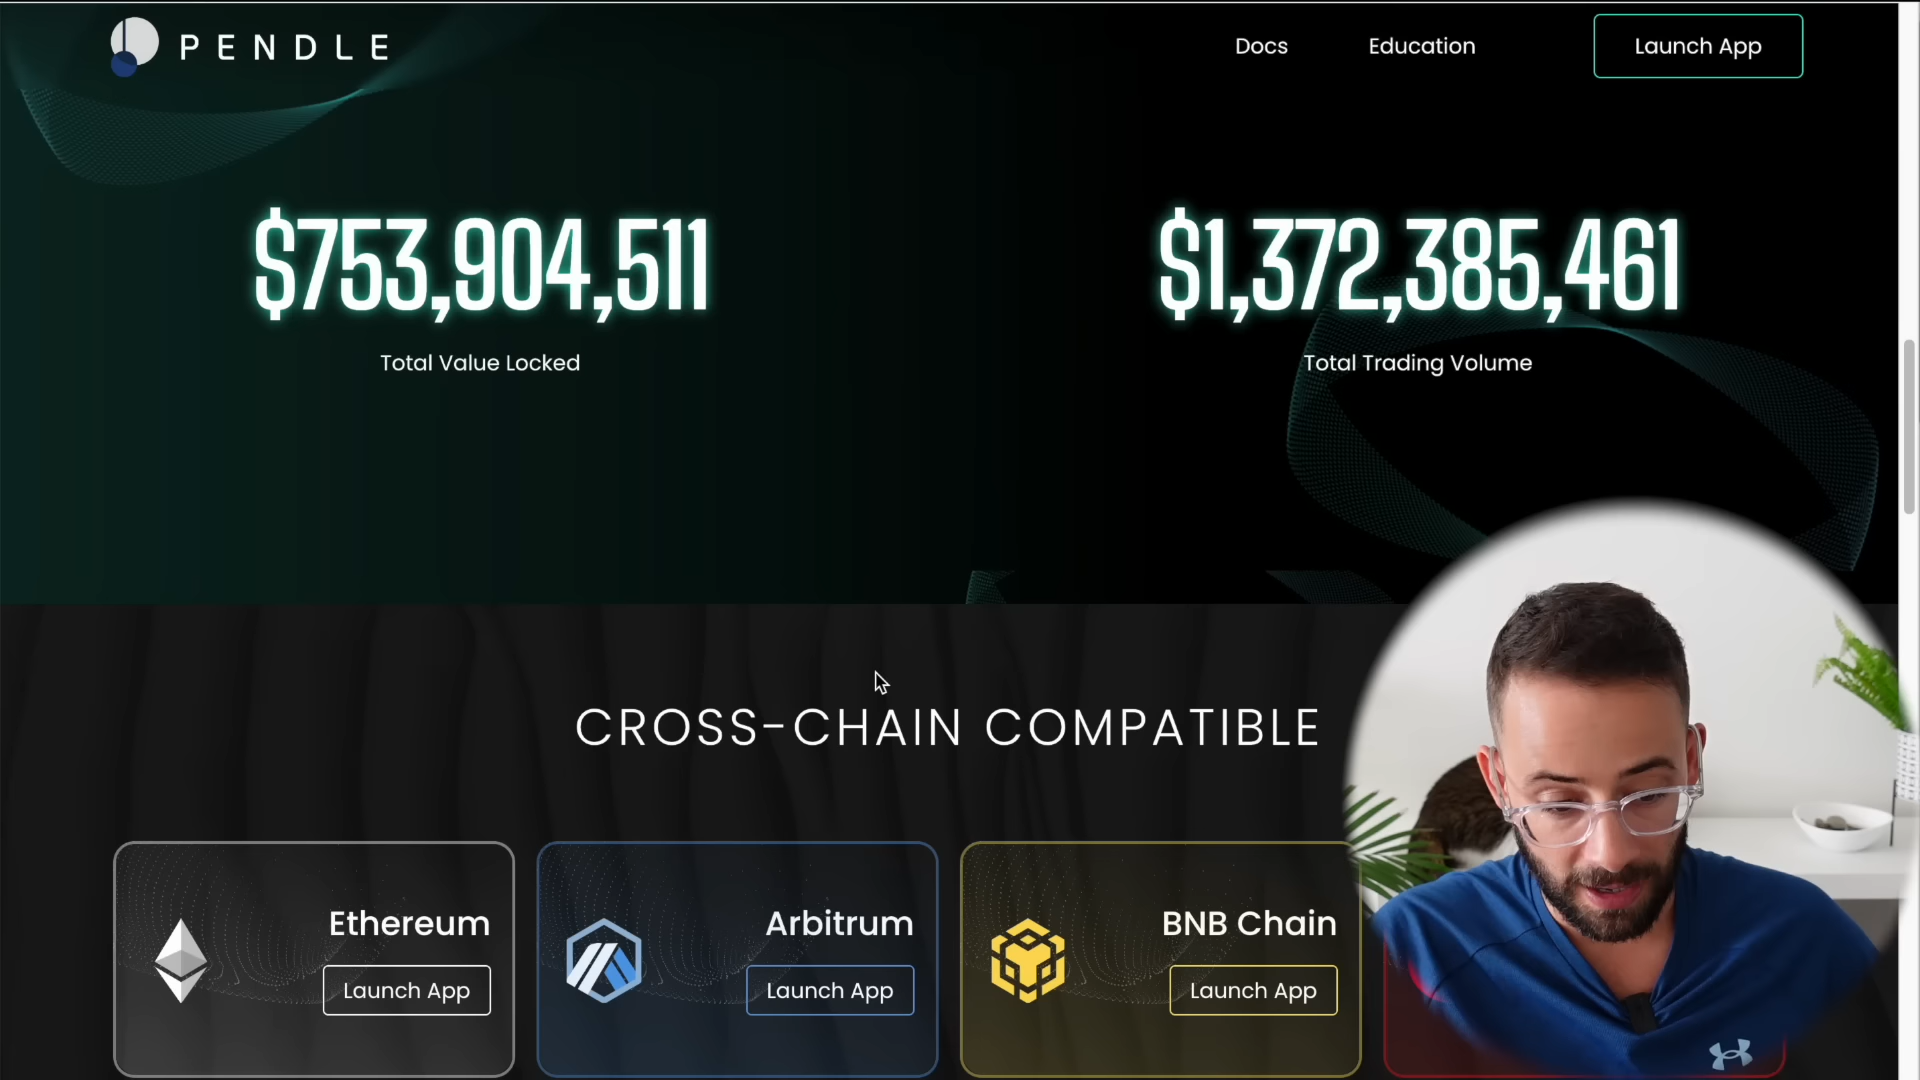 PENDLE
Docs
Education
Launch App
$753,904,511
$1,372,385,461
Total Value Locked
Total Trading Volume
CROSS-CHAIN COMPATIBLE
Ethereum
Launch App
Arbitrum
Launch App
BNB Chain
Launch App